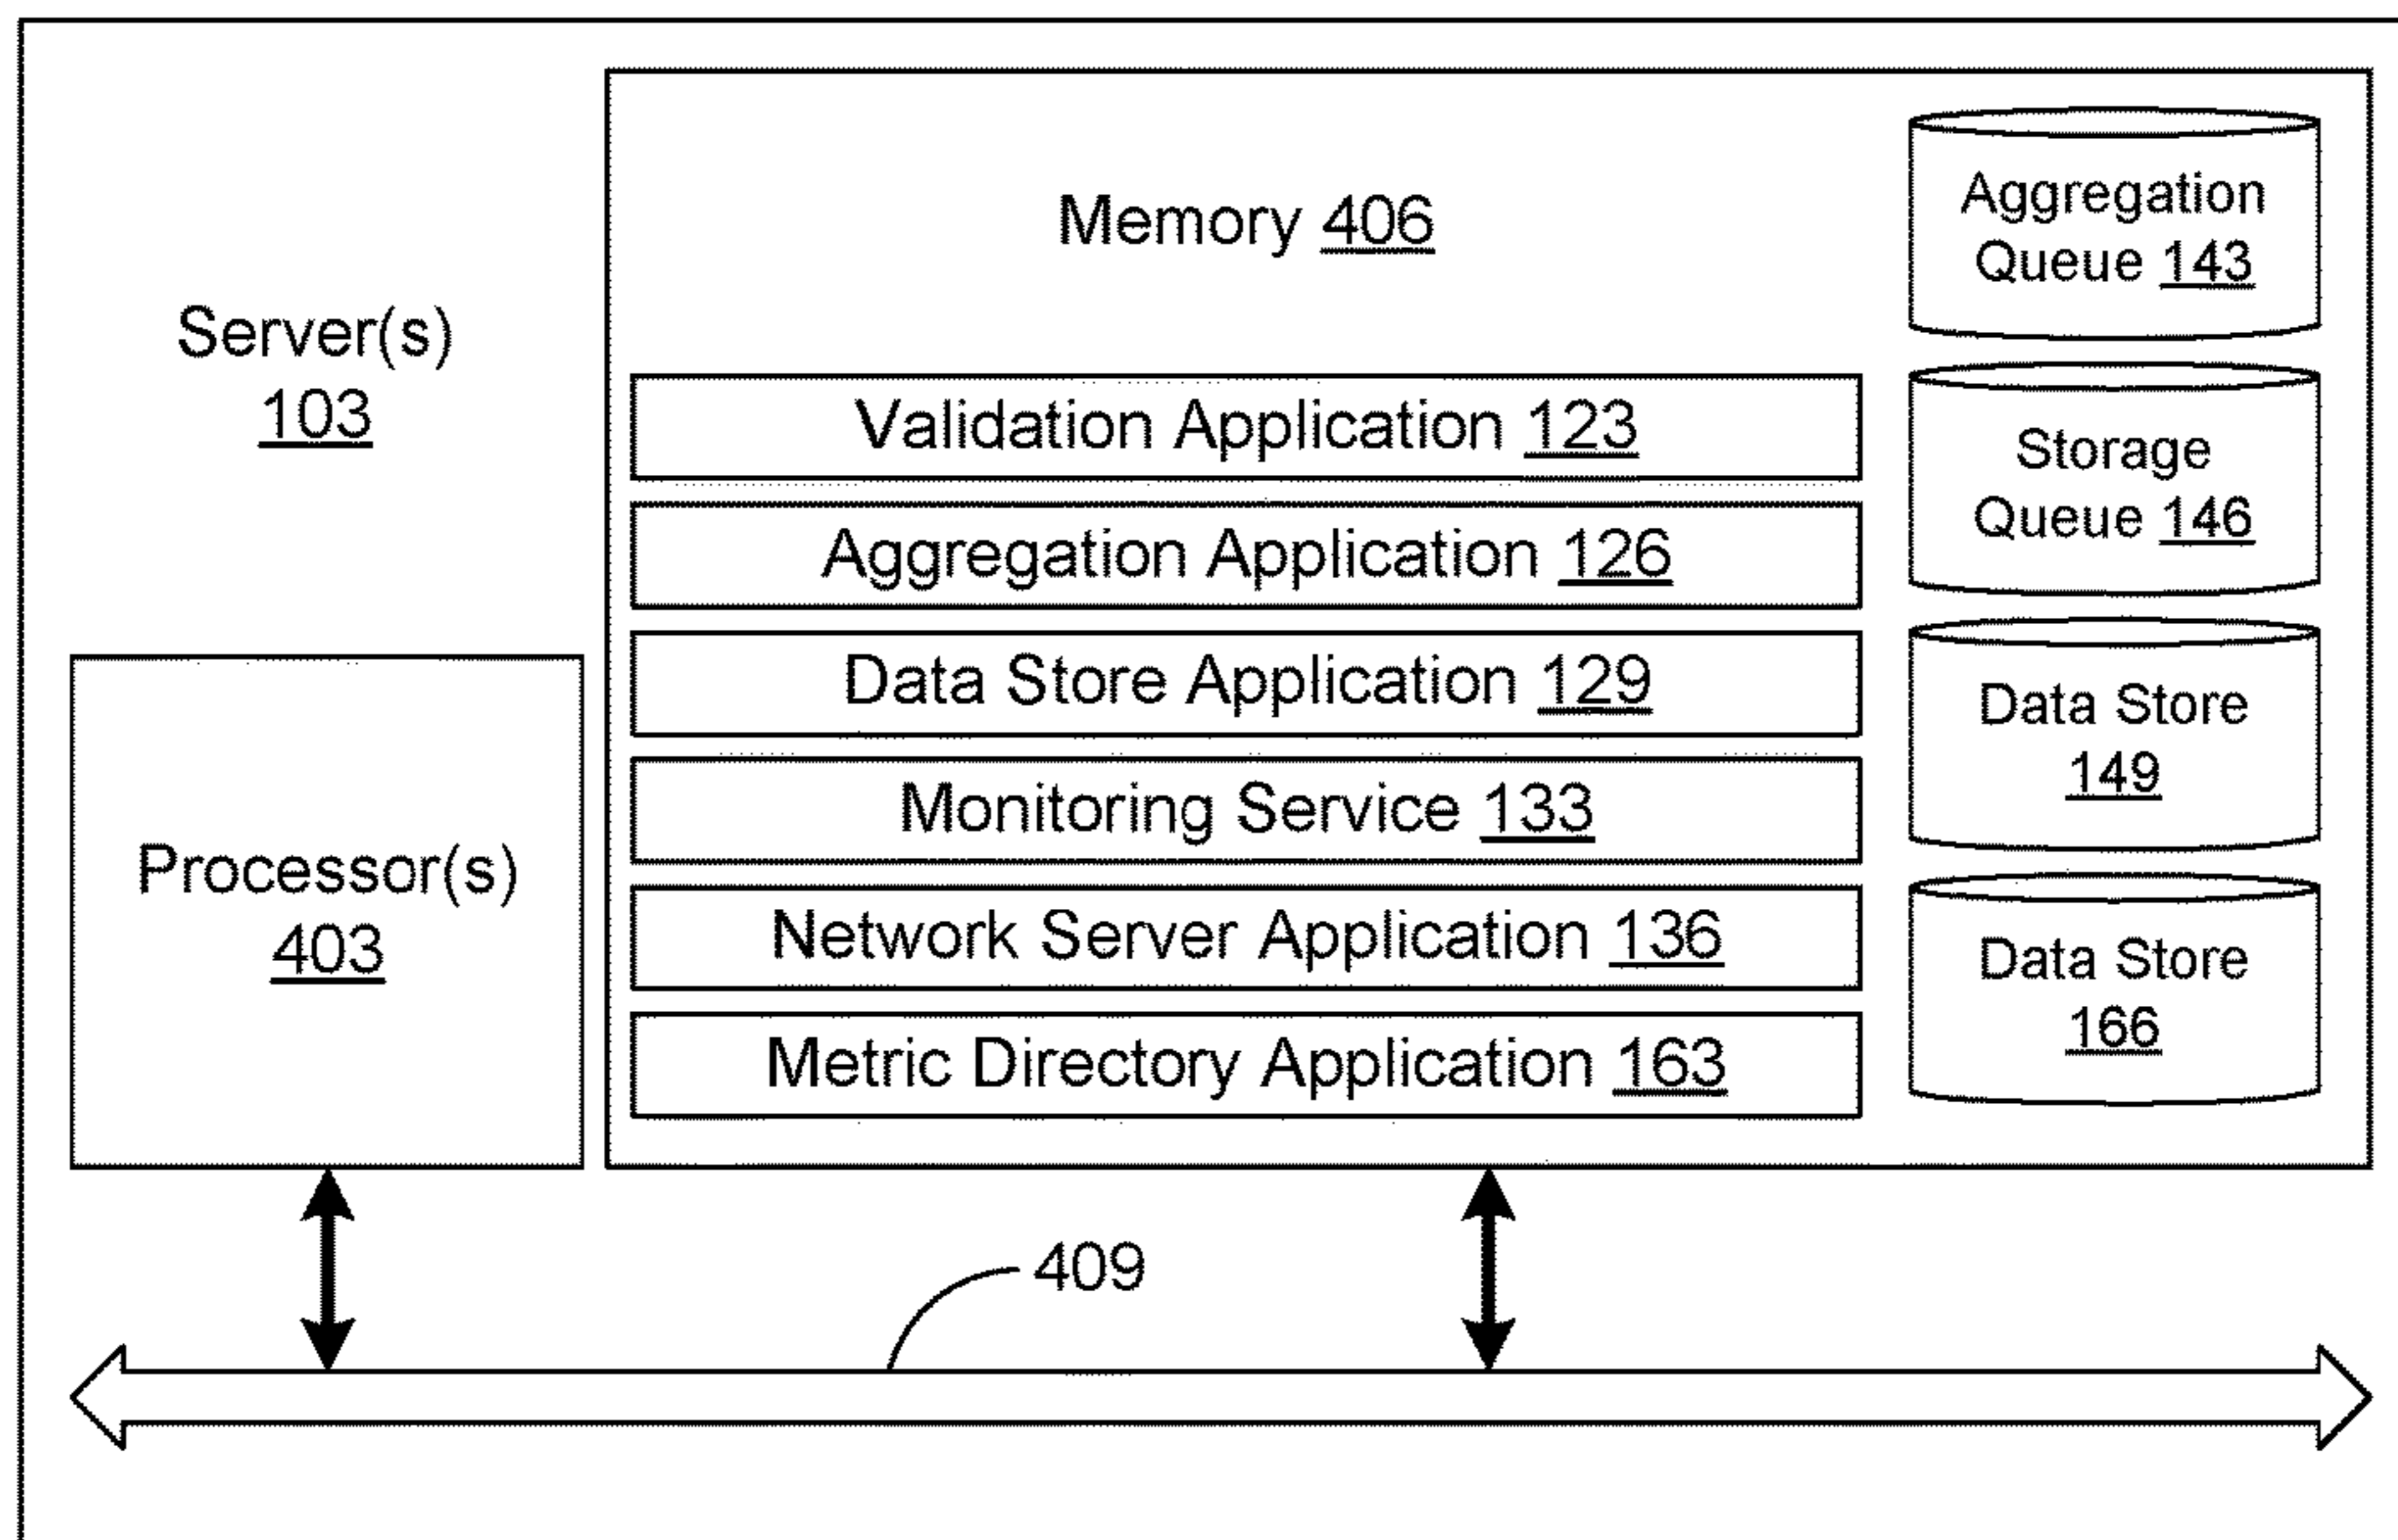 Server(s)
103
Processor(s)
403
Memory 406
Validation Application 123
Aggregation Application 126
Data Store Application 129
Monitoring Service 133
Network Server Application 136
Metric Directory Application 163
Aggregation
Queue 143
Storage
Queue 146
Data Store
149
Data Store
166
409